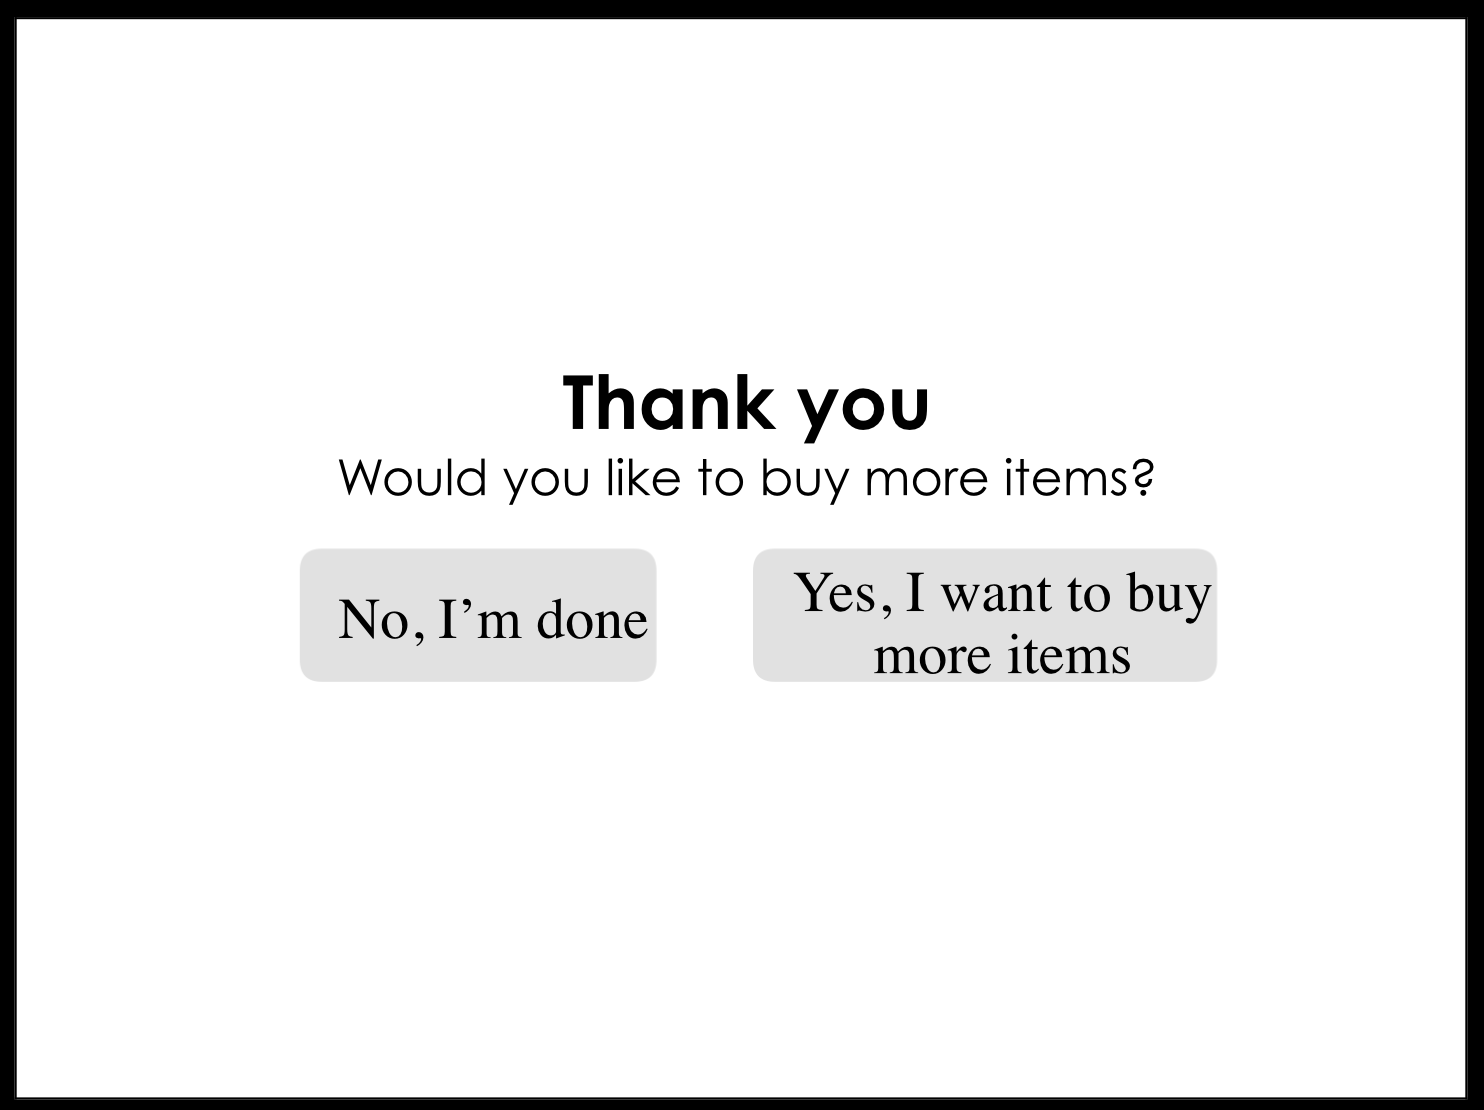 Thank you
Would you like to buy more items?
No, I’m done
Yes, I want to buy
more items